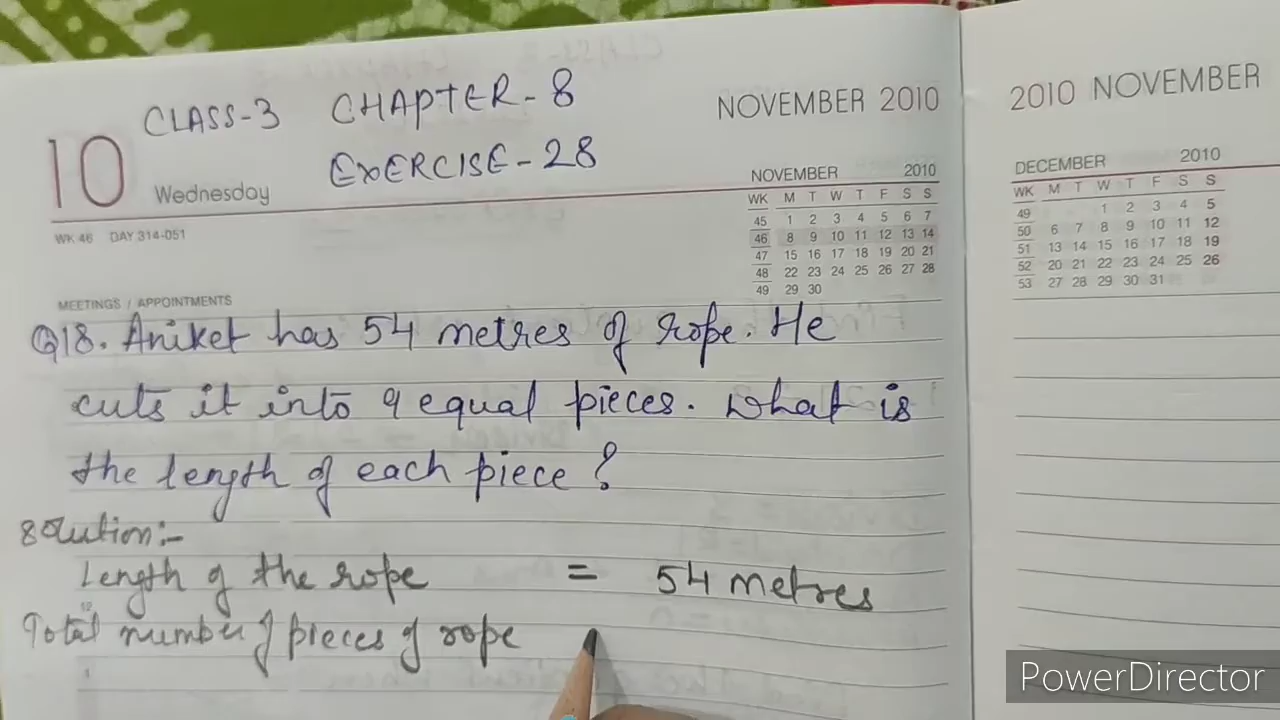 CLASS-3 CHAPTER-8
EXERCISE-28
NOVEMBER 2010
2010 NOVEMBER
10 Wednesday
WK 46 DAY 314-051
NOVEMBER 2010
WK M T W T F S S
45 1 2 3 4 5 6 7
46 8 9 10 11 12 13 14
47 15 16 17 18 19 20 21
48 22 23 24 25 26 27 28
49 29 30
DECEMBER 2010
WK M T W T F S S
49 1 2 3 4 5
50 6 7 8 9 10 11 12
51 13 14 15 16 17 18 19
52 20 21 22 23 24 25 26
53 27 28 29 30 31
MEETINGS / APPOINTMENTS
Q18. Aniket has 54 metres of rope. He
cuts it into 9 equal pieces. What is
the length of each piece?
Solution:-
Length of the rope = 54 metres
Total number of pieces of rope
PowerDirector